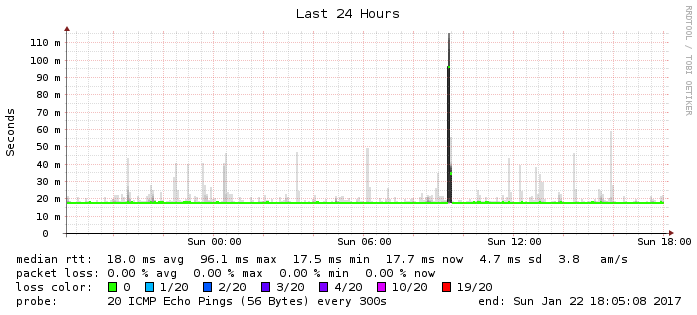 Last 24 Hours
RRDTOOL / TOBI OETIKER
Seconds
110 m
100 m
90 m
80 m
70 m
60 m
50 m
40 m
30 m
20 m
10 m
0
Sun 00:00 Sun 06:00 Sun 12:00 Sun 18:00
median rtt: 18.0 ms avg 96.1 ms max 17.5 ms min 17.7 ms now 4.7 ms sd 3.8 am/s
packet loss: 0.00 % avg 0.00 % max 0.00 % min 0.00 % now
loss color: 0 1/20 2/20 3/20 4/20 10/20 19/20
probe: 20 ICMP Echo Pings (56 Bytes) every 300s end: Sun Jan 22 18:05:08 2017